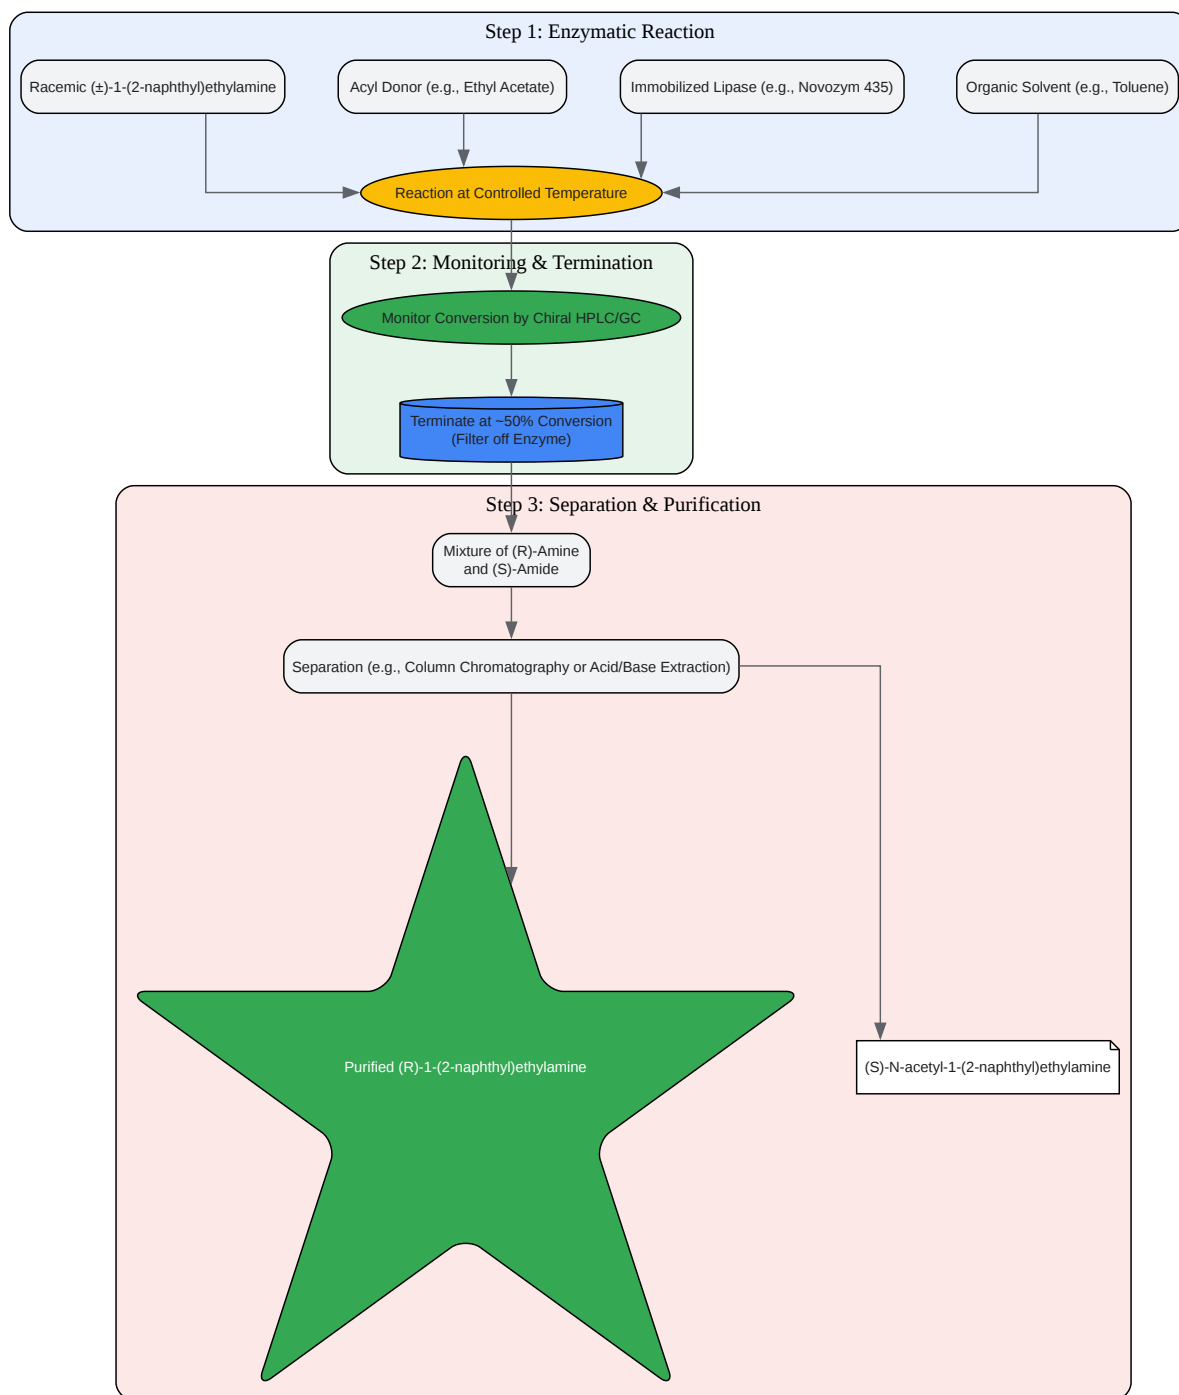 Step 1: Enzymatic Reaction
Racemic (±)-1-(2-naphthyl)ethylamine
Acyl Donor (e.g., Ethyl Acetate)
Immobilized Lipase (e.g., Novozym 435)
Organic Solvent (e.g., Toluene)
Reaction at Controlled Temperature
Step 2: Monitoring & Termination
Monitor Conversion by Chiral HPLC/GC
Terminate at ~50% Conversion
(Filter off Enzyme)
Step 3: Separation & Purification
Mixture of (R)-Amine
and (S)-Amide
Separation (e.g., Column Chromatography or Acid/Base Extraction)
Purified (R)-1-(2-naphthyl)ethylamine
(S)-N-acetyl-1-(2-naphthyl)ethylamine